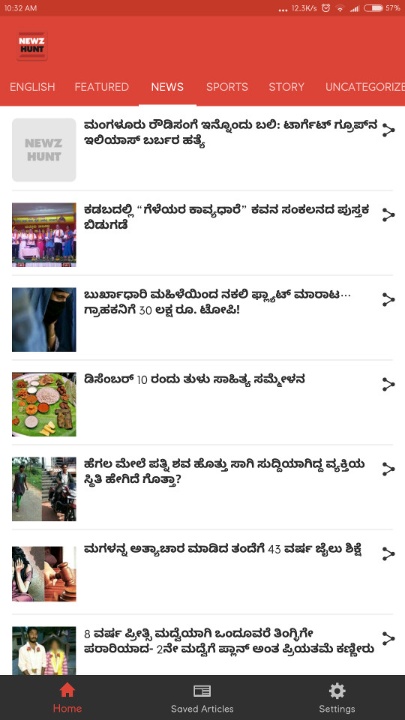 10:32 AM
... 12.3K/s
57%
NEWZ
HUNT
ENGLISH FEATURED NEWS SPORTS STORY UNCATEGORIZE
NEWZ
HUNT
ಮಂಗಳೂರು ರೌಡಿಸಂಗೆ ಇನ್ನೊಂದು ಬಲಿ: ಟಾರ್ಗೆಟ್ ಗ್ರೂಪ್‌ನ
ಇಲಿಯಾಸ್ ಬರ್ಬರ ಹತ್ಯೆ
ಕಡಬದಲ್ಲಿ “ಗೆಳೆಯರ ಕಾವ್ಯಧಾರೆ” ಕವನ ಸಂಕಲನದ ಪುಸ್ತಕ
ಬಿಡುಗಡೆ
ಬುರ್ಖಾಧಾರಿ ಮಹಿಳೆಯಿಂದ ನಕಲಿ ಫ್ಲ್ಯಾಟ್ ಮಾರಾಟ...
ಗ್ರಾಹಕನಿಗೆ 30 ಲಕ್ಷ ರೂ. ಟೋಪಿ!
ಡಿಸೆಂಬರ್ 10 ರಂದು ತುಳು ಸಾಹಿತ್ಯ ಸಮ್ಮೇಳನ
ಹೆಗಲ ಮೇಲೆ ಪತ್ನಿ ಶವ ಹೊತ್ತು ಸಾಗಿ ಸುದ್ದಿಯಾಗಿದ್ದ ವ್ಯಕ್ತಿಯ
ಸ್ಥಿತಿ ಹೇಗಿದೆ ಗೊತ್ತಾ?
ಮಗಳನ್ನ ಅತ್ಯಾಚಾರ ಮಾಡಿದ ತಂದೆಗೆ 43 ವರ್ಷ ಜೈಲು ಶಿಕ್ಷೆ
8 ವರ್ಷ ಪ್ರೀತ್ಸಿ ಮದ್ವೆಯಾಗಿ ಒಂದೂವರೆ ತಿಂಗ್ಳಿಗೇ
ಪರಾರಿಯಾದ- 2ನೇ ಮದ್ವೆಗೆ ಪ್ಲಾನ್ ಅಂತ ಪ್ರಿಯತಮೆ ಕಣ್ಣೀರು
Home
Saved Articles
Settings